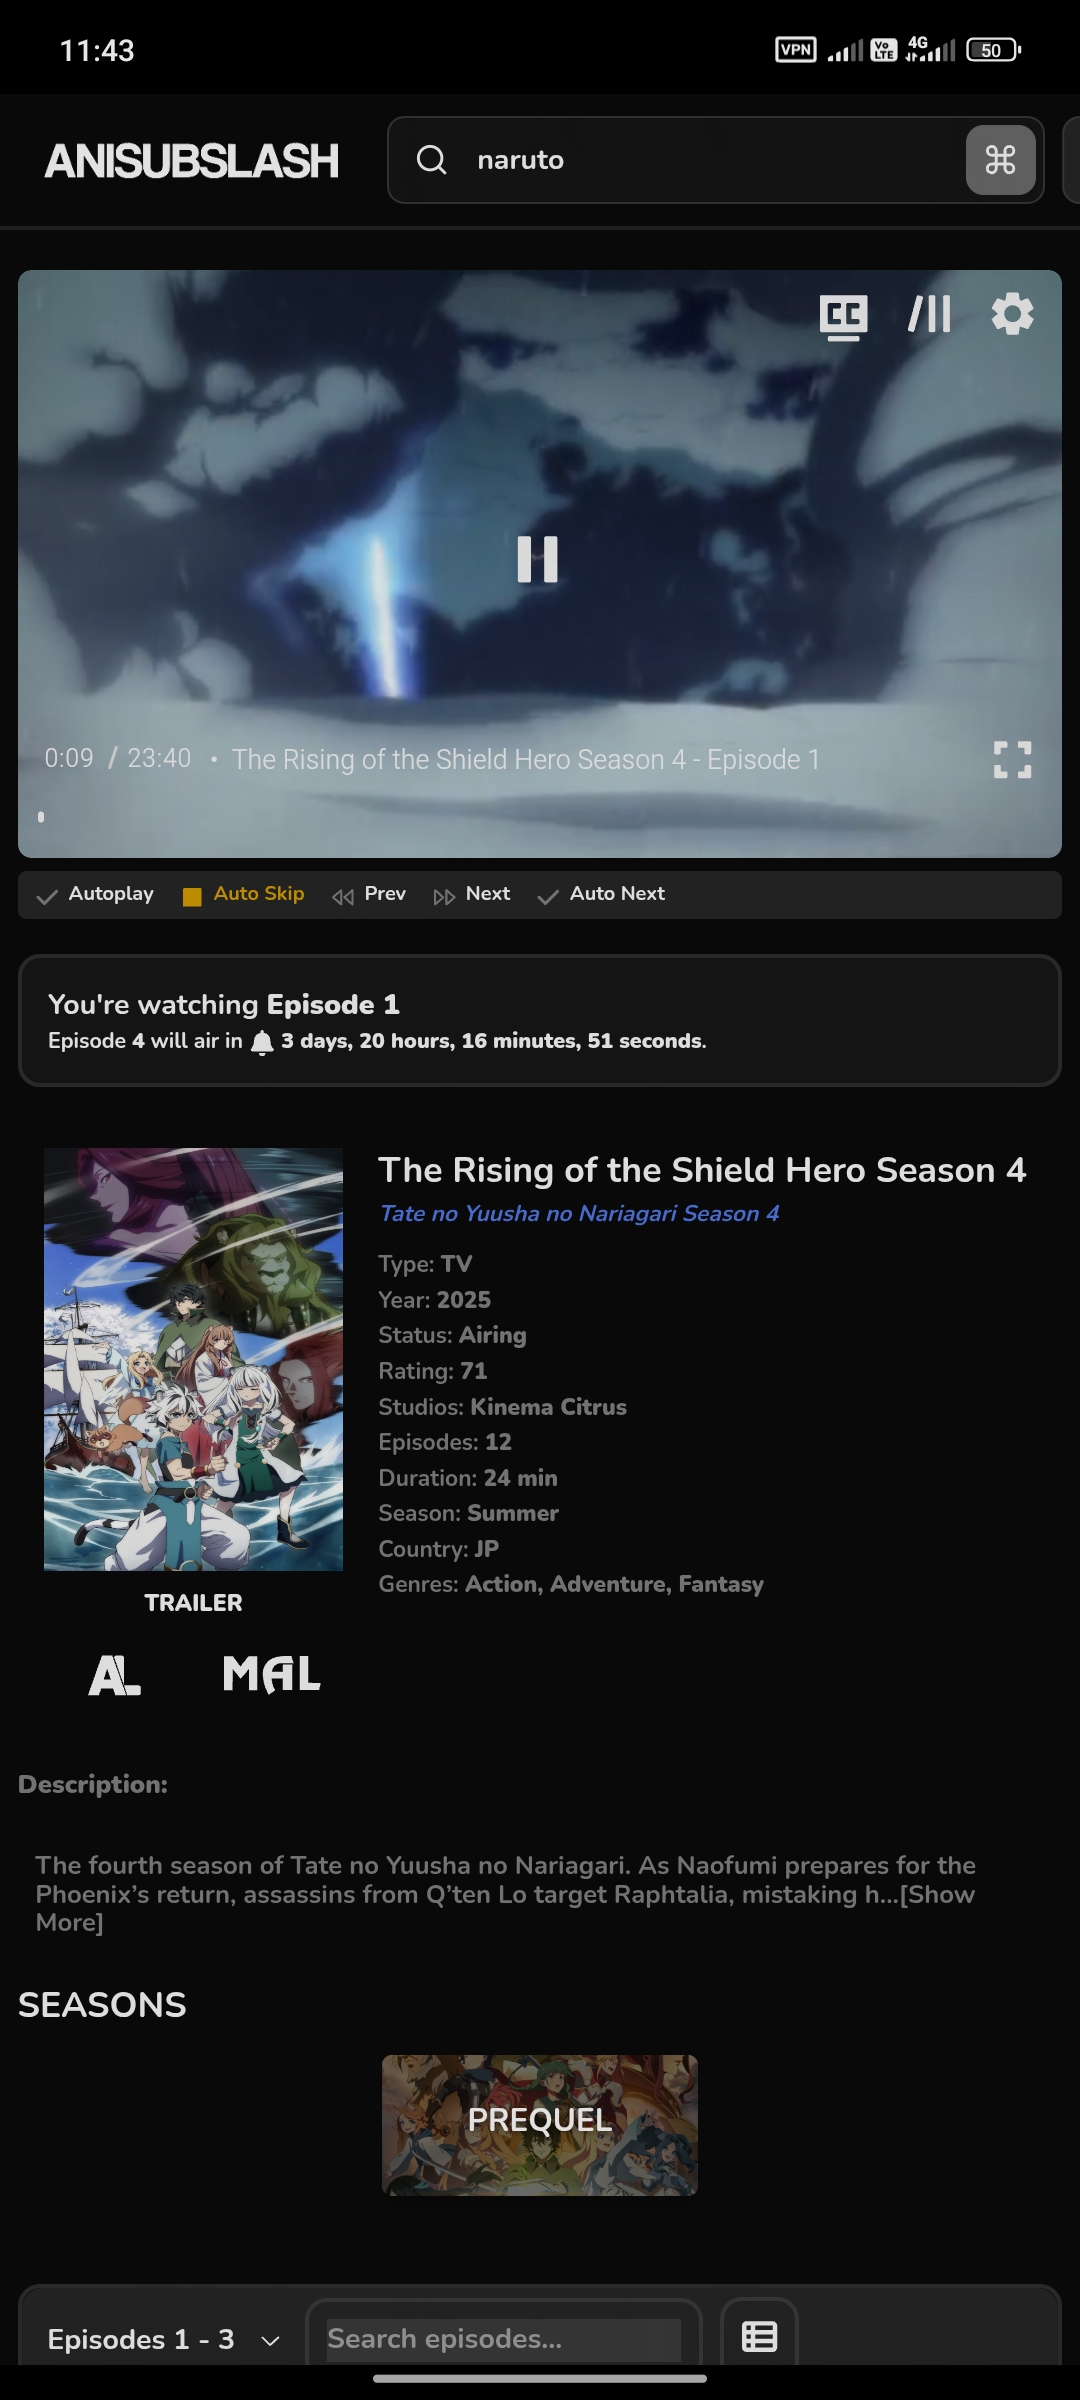 11:43
VPN
Vo LTE
4G
50
ANISUBSLASH
naruto
CC
0:09 / 23:40 • The Rising of the Shield Hero Season 4 - Episode 1
Autoplay Auto Skip Prev Next Auto Next
You're watching Episode 1
Episode 4 will air in 3 days, 20 hours, 16 minutes, 51 seconds.
The Rising of the Shield Hero Season 4
Tate no Yuusha no Nariagari Season 4
Type: TV
Year: 2025
Status: Airing
Rating: 71
Studios: Kinema Citrus
Episodes: 12
Duration: 24 min
Season: Summer
Country: JP
Genres: Action, Adventure, Fantasy
TRAILER
AL MAL
Description:
The fourth season of Tate no Yuusha no Nariagari. As Naofumi prepares for the
Phoenix’s return, assassins from Q’ten Lo target Raphtalia, mistaking h...[Show
More]
SEASONS
PREQUEL
Episodes 1 - 3
Search episodes...